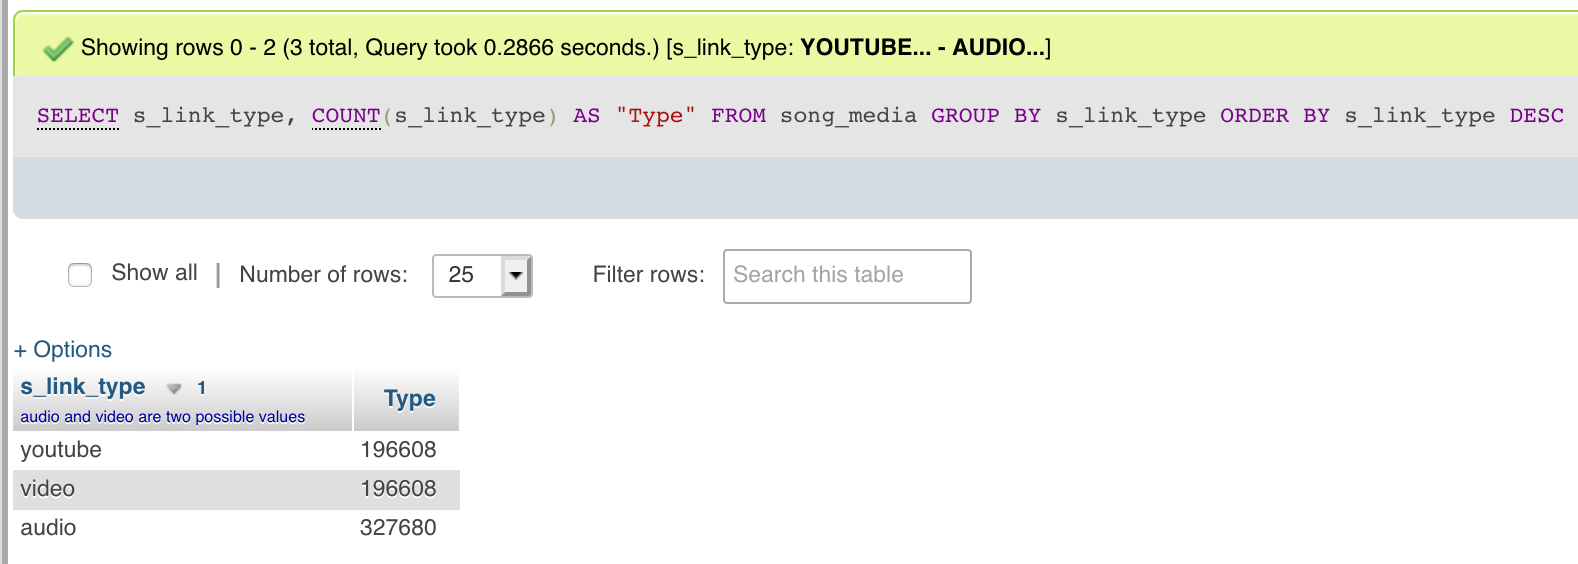 Showing rows 0 - 2 (3 total, Query took 0.2866 seconds.) [s_link_type: YOUTUBE... - AUDIO...]
SELECT s_link_type, COUNT(s_link_type) AS "Type" FROM song_media GROUP BY s_link_type ORDER BY s_link_type DESC
Show all | Number of rows: 25 Filter rows: Search this table
+ Options
s_link_type 1 Type
audio and video are two possible values
youtube 196608
video 196608
audio 327680